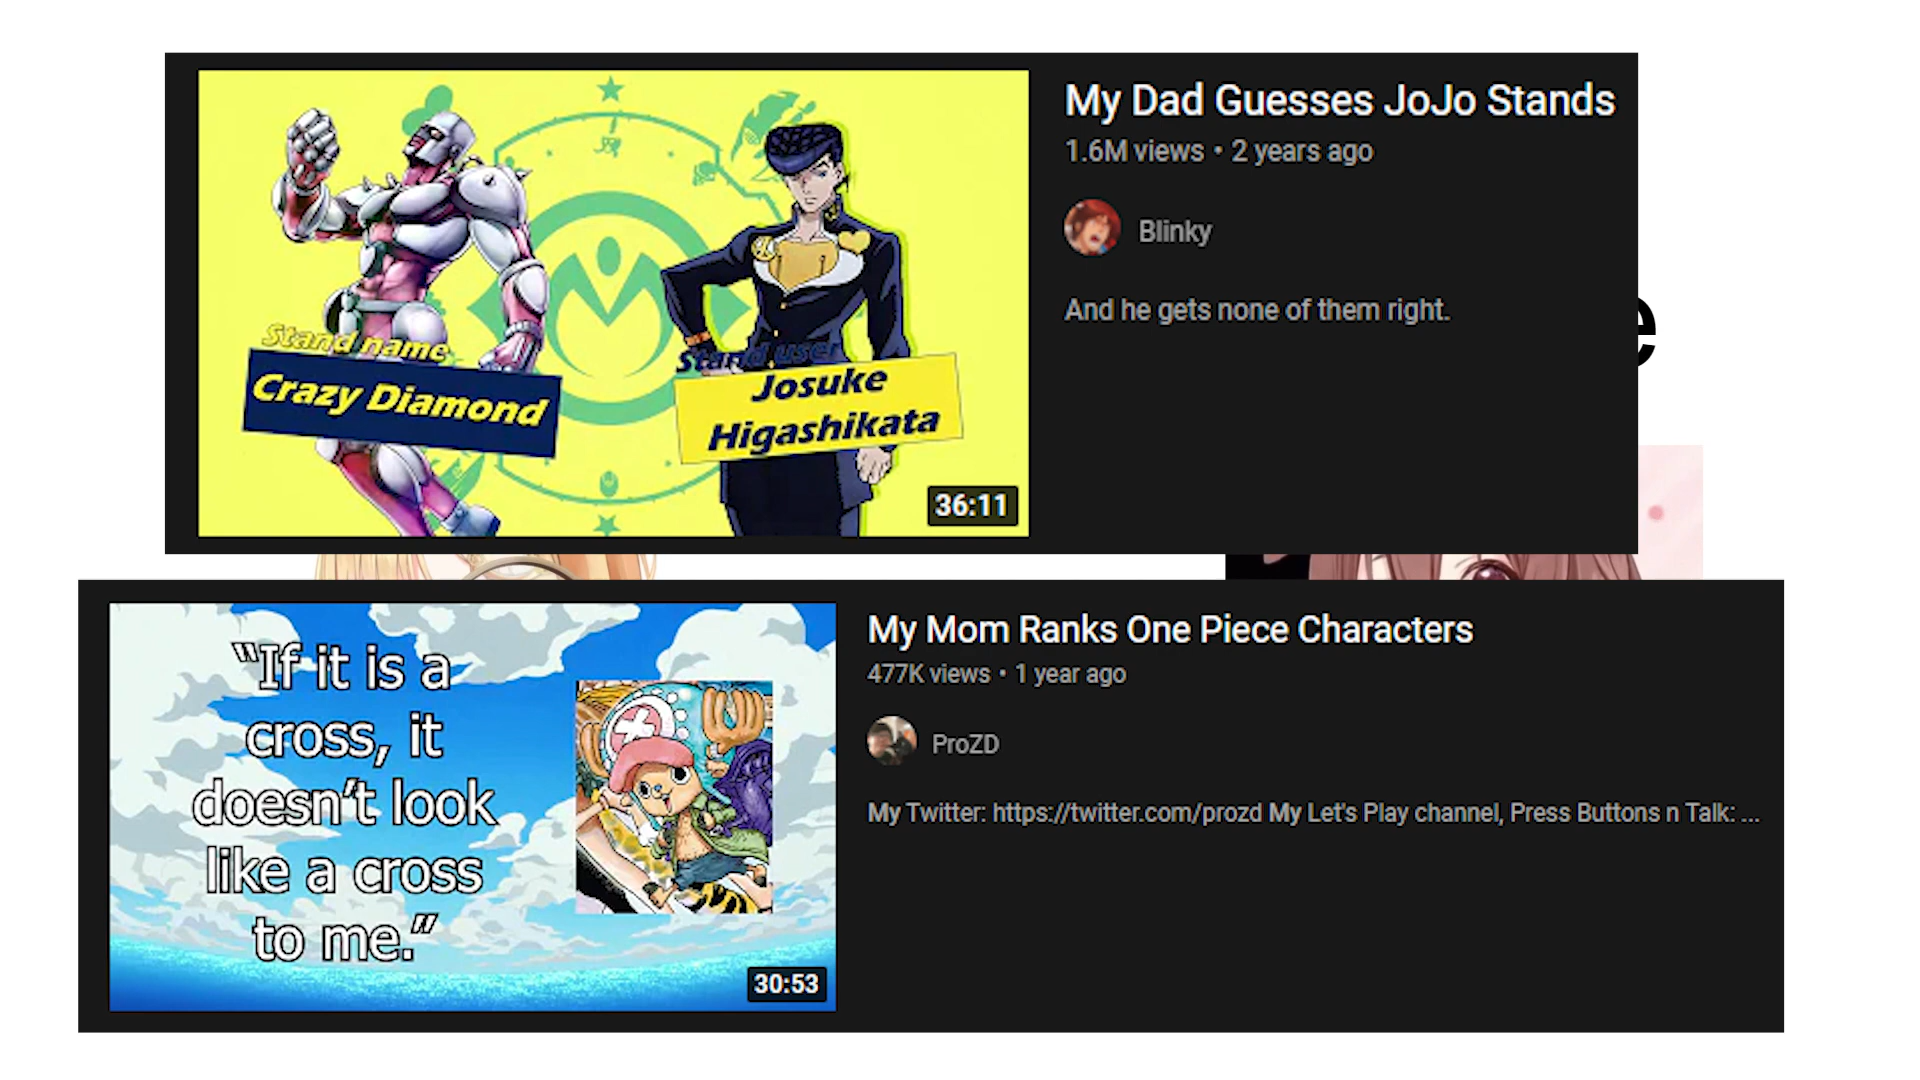 My Dad Guesses JoJo Stands
1.6M views • 2 years ago
Blinky
And he gets none of them right.
Stand name
Crazy Diamond
Stand user
Josuke
Higashikata
36:11
e
My Mom Ranks One Piece Characters
477K views • 1 year ago
ProZD
My Twitter: https://twitter.com/prozd My Let's Play channel, Press Buttons n Talk: ...
“If it is a
cross, it
doesn’t look
like a cross
to me.”
30:53